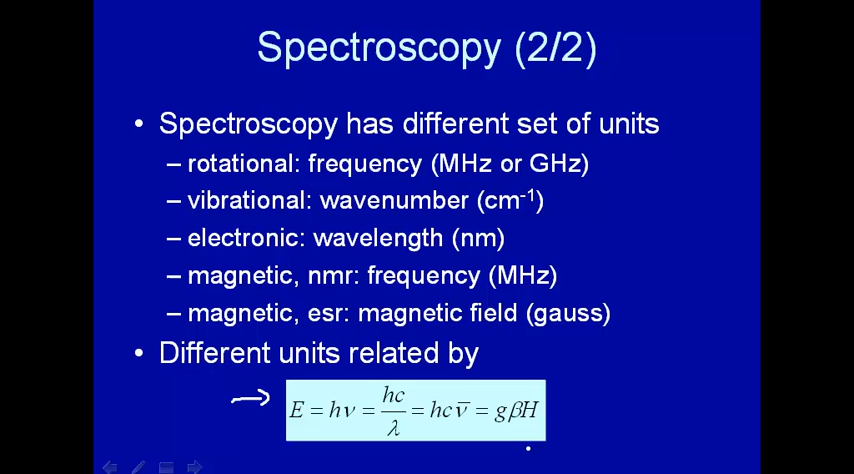 Spectroscopy (2/2)
• Spectroscopy has different set of units
– rotational: frequency (MHz or GHz)
– vibrational: wavenumber (cm⁻¹)
– electronic: wavelength (nm)
– magnetic, nmr: frequency (MHz)
– magnetic, esr: magnetic field (gauss)
• Different units related by
→ E = hν = hc/λ = hcν̅ = gβH